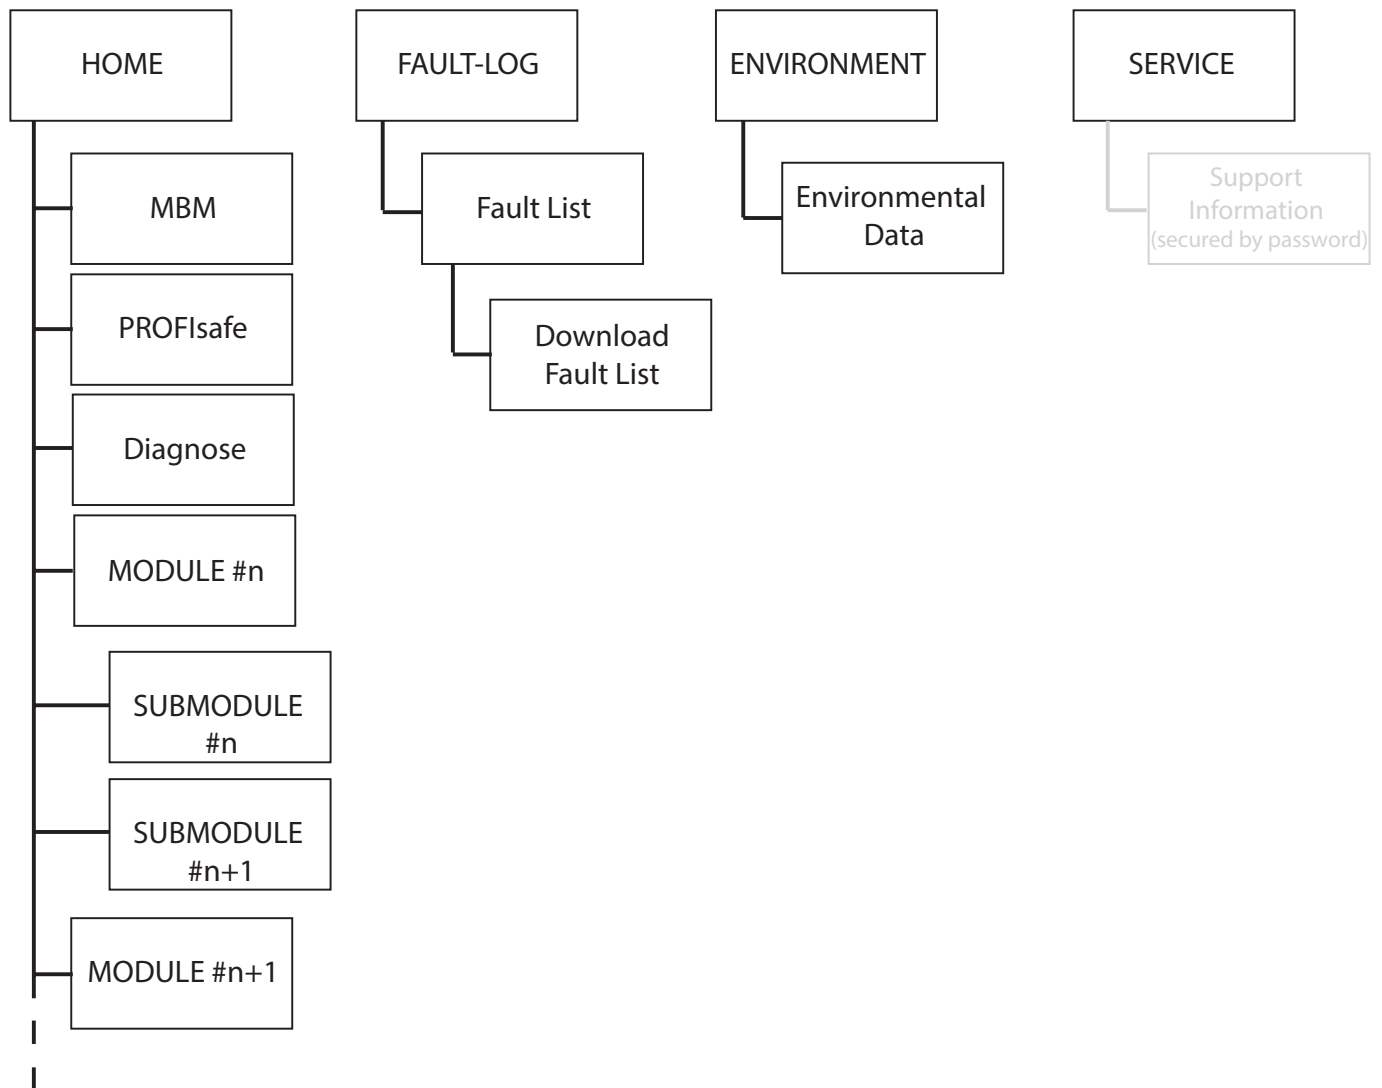 HOME
MBM
PROFIsafe
Diagnose
MODULE #n
SUBMODULE
#n
SUBMODULE
#n+1
MODULE #n+1
FAULT-LOG
Fault List
Download
Fault List
ENVIRONMENT
Environmental
Data
SERVICE
Support
Information
(secured by password)